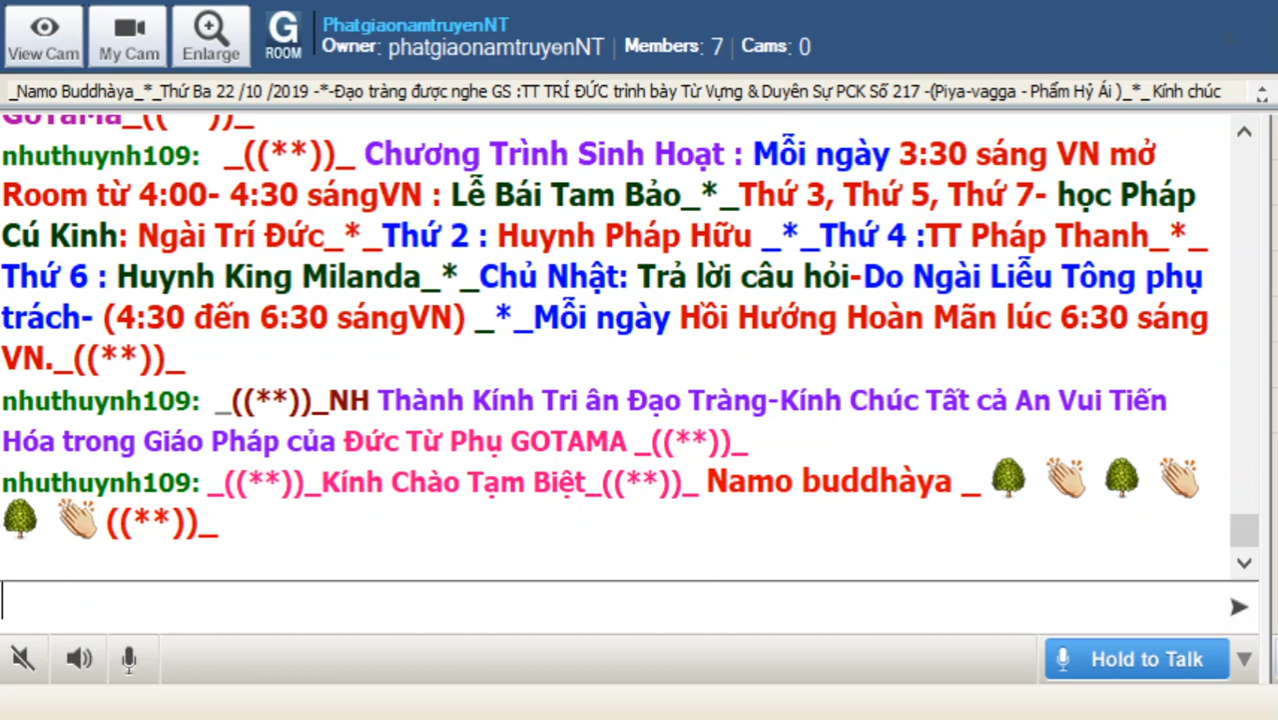 PhatgiaonamtruyenNT
View Cam My Cam Enlarge G ROOM Owner: phatgiaonamtruyenNT | Members: 7 | Cams: 0
_Namo Buddhàya_*_Thứ Ba 22 /10 /2019 -*-Đạo tràng được nghe GS :TT TRÍ ĐỨC trình bày Từ Vựng & Duyên Sự PCK Số 217 -(Piya-vagga - Phẩm Hỷ Ái )_*_ Kính chúc
GoTaMa_((**))_
nhuthuynh109: _((**))_ Chương Trình Sinh Hoạt : Mỗi ngày 3:30 sáng VN mở
Room từ 4:00- 4:30 sángVN : Lễ Bái Tam Bảo_*_Thứ 3, Thứ 5, Thứ 7- học Pháp
Cú Kinh: Ngài Trí Đức_*_Thứ 2 : Huynh Pháp Hữu _*_Thứ 4 :TT Pháp Thanh_*_
Thứ 6 : Huynh King Milanda_*_Chủ Nhật: Trả lời câu hỏi-Do Ngài Liễu Tông phụ
trách- (4:30 đến 6:30 sángVN) _*_Mỗi ngày Hồi Hướng Hoàn Mãn lúc 6:30 sáng
VN._((**))_
nhuthuynh109: _((**))_NH Thành Kính Tri ân Đạo Tràng-Kính Chúc Tất cả An Vui Tiến
Hóa trong Giáo Pháp của Đức Từ Phụ GOTAMA _((**))_
nhuthuynh109: _((**))_Kính Chào Tạm Biệt_((**))_ Namo buddhàya _
((**))_
Hold to Talk